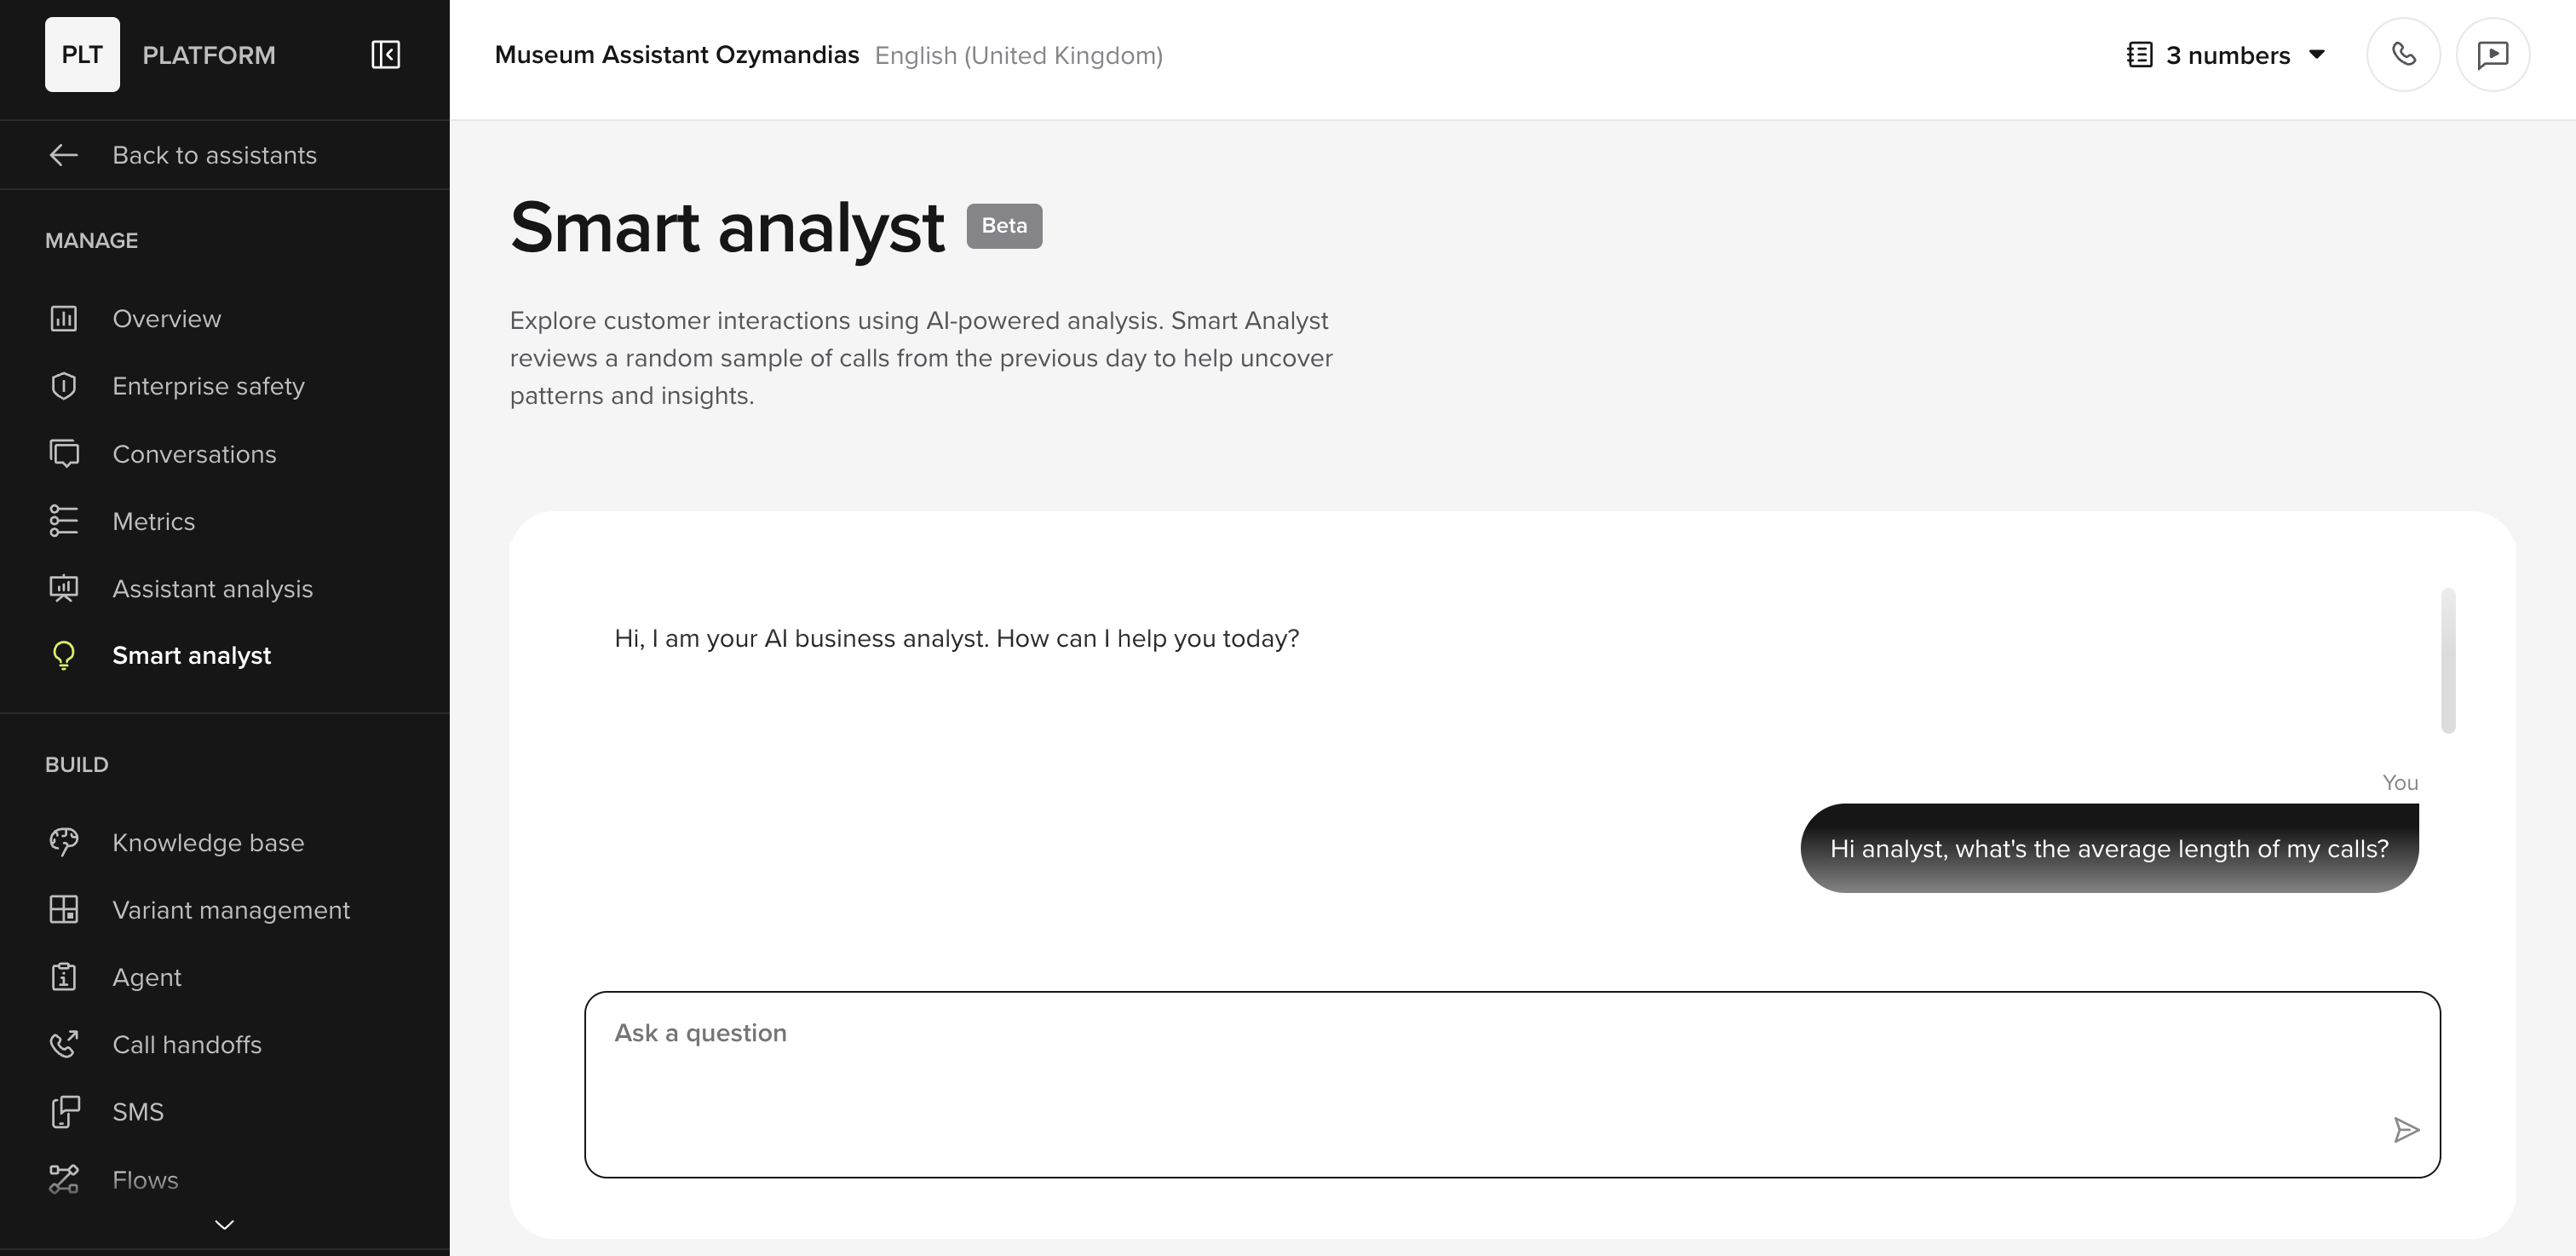 PLT
PLATFORM
Back to assistants
MANAGE
Overview
Enterprise safety
Conversations
Metrics
Assistant analysis
Smart analyst
BUILD
Knowledge base
Variant management
Agent
Call handoffs
SMS
Flows
Museum Assistant Ozymandias English (United Kingdom)
3 numbers
Smart analyst Beta
Explore customer interactions using AI-powered analysis. Smart Analyst
reviews a random sample of calls from the previous day to help uncover
patterns and insights.
Hi, I am your AI business analyst. How can I help you today?
You
Hi analyst, what's the average length of my calls?
Ask a question